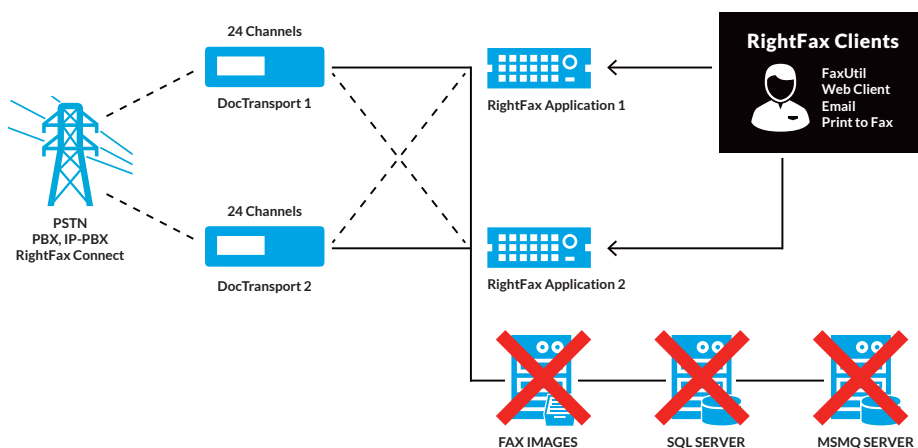 24 Channels
DocTransport 1
RightFax Application 1
RightFax Clients
FaxUtil
Web Client
Email
Print to Fax
PSTN
PBX, IP-PBX
RightFax Connect
24 Channels
DocTransport 2
RightFax Application 2
FAX IMAGES
SQL SERVER
MSMQ SERVER